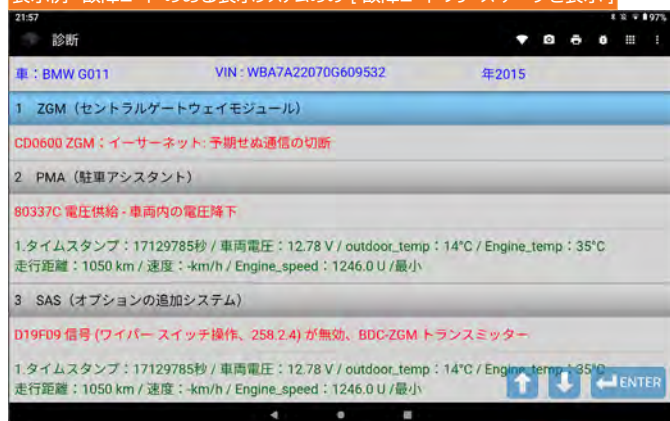 21:57
97%
診断
車：BMW G011 VIN : WBA7A22070G609532 年2015
1 ZGM（セントラルゲートウェイモジュール）
CD0600 ZGM：イーサーネット: 予期せぬ通信の切断
2 PMA（駐車アシスタント）
80337C 電圧供給 - 車両内の電圧降下
1.タイムスタンプ：17129785秒 / 車両電圧：12.78 V / outdoor_temp：14°C / Engine_temp：35°C
走行距離：1050 km / 速度：-km/h / Engine_speed：1246.0 U /最小
3 SAS（オプションの追加システム）
D19F09 信号 (ワイパー スイッチ操作、258.2.4) が無効、BDC-ZGM トランスミッター
1.タイムスタンプ：17129785秒 / 車両電圧：12.78 V / outdoor_temp：14°C / Engine_temp：35°C
走行距離：1050 km / 速度：-km/h / Engine_speed：1246.0 U /最小
ENTER